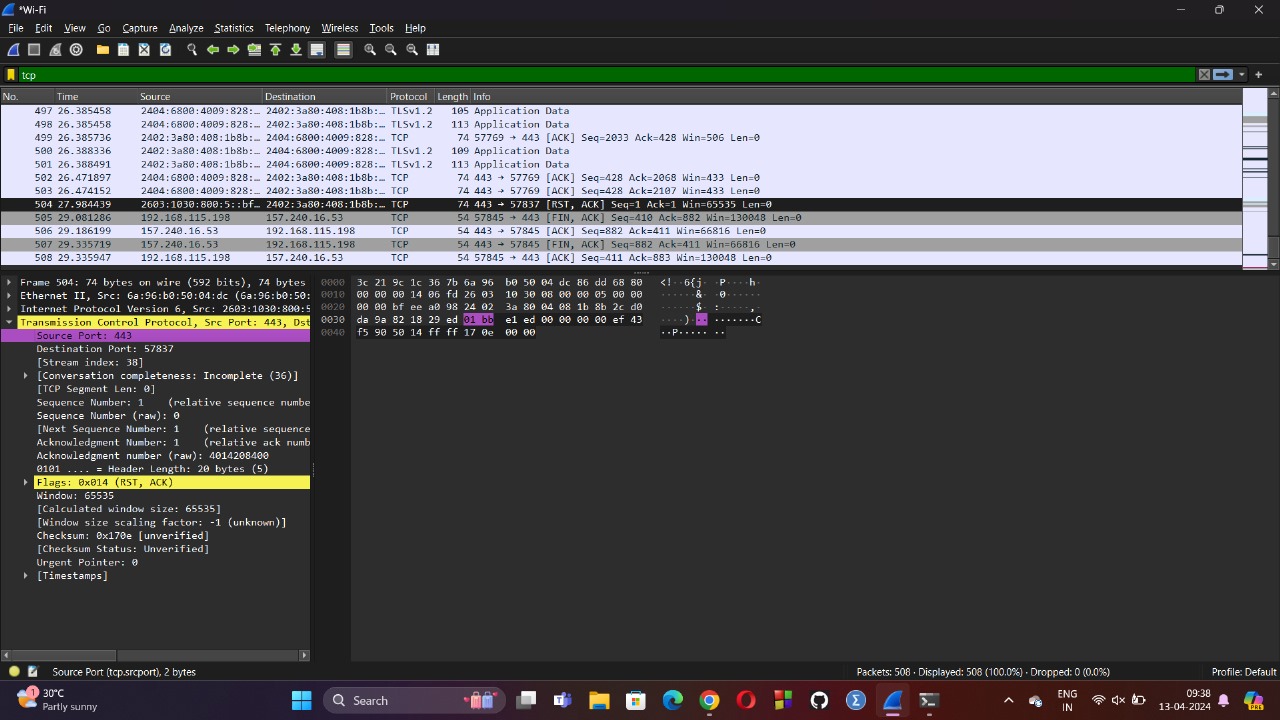 *Wi-Fi
File Edit View Go Capture Analyze Statistics Telephony Wireless Tools Help
tcp
No. Time Source Destination Protocol Length Info
497 26.385458 2404:6800:4009:828:… 2402:3a80:408:1b8b:… TLSv1.2 105 Application Data
498 26.385458 2404:6800:4009:828:… 2402:3a80:408:1b8b:… TLSv1.2 113 Application Data
499 26.385736 2402:3a80:408:1b8b:… 2404:6800:4009:828:… TCP 74 57769 → 443 [ACK] Seq=2033 Ack=428 Win=506 Len=0
500 26.388336 2402:3a80:408:1b8b:… 2404:6800:4009:828:… TLSv1.2 109 Application Data
501 26.388491 2402:3a80:408:1b8b:… 2404:6800:4009:828:… TLSv1.2 113 Application Data
502 26.471897 2404:6800:4009:828:… 2402:3a80:408:1b8b:… TCP 74 443 → 57769 [ACK] Seq=428 Ack=2068 Win=433 Len=0
503 26.474152 2404:6800:4009:828:… 2402:3a80:408:1b8b:… TCP 74 443 → 57769 [ACK] Seq=428 Ack=2107 Win=433 Len=0
504 27.984439 2603:1030:800:5::bf… 2402:3a80:408:1b8b:… TCP 74 443 → 57837 [RST, ACK] Seq=1 Ack=1 Win=65535 Len=0
505 29.081286 192.168.115.198 157.240.16.53 TCP 54 57845 → 443 [FIN, ACK] Seq=410 Ack=882 Win=130048 Len=0
506 29.186199 157.240.16.53 192.168.115.198 TCP 54 443 → 57845 [ACK] Seq=882 Ack=411 Win=66816 Len=0
507 29.335719 157.240.16.53 192.168.115.198 TCP 54 443 → 57845 [FIN, ACK] Seq=882 Ack=411 Win=66816 Len=0
508 29.335947 192.168.115.198 157.240.16.53 TCP 54 57845 → 443 [ACK] Seq=411 Ack=883 Win=130048 Len=0
Frame 504: 74 bytes on wire (592 bits), 74 bytes
Ethernet II, Src: 6a:96:b0:50:04:dc (6a:96:b0:50:
Internet Protocol Version 6, Src: 2603:1030:800:5
Transmission Control Protocol, Src Port: 443, Dst
Source Port: 443
Destination Port: 57837
[Stream index: 38]
[Conversation completeness: Incomplete (36)]
[TCP Segment Len: 0]
Sequence Number: 1 (relative sequence numbe
Sequence Number (raw): 0
[Next Sequence Number: 1 (relative sequence
Acknowledgment Number: 1 (relative ack numb
Acknowledgment number (raw): 4014208400
0101 .... = Header Length: 20 bytes (5)
Flags: 0x014 (RST, ACK)
Window: 65535
[Calculated window size: 65535]
[Window size scaling factor: -1 (unknown)]
Checksum: 0x170e [unverified]
[Checksum Status: Unverified]
Urgent Pointer: 0
[Timestamps]
0000 3c 21 9c 1c 36 7b 6a 96 b0 50 04 dc 86 dd 68 80 <!··6{j· ·P····h·
0010 00 00 00 14 06 fd 26 03 10 30 08 00 00 05 00 00 ······&· ·0······
0020 00 00 bf ee a0 98 24 02 3a 80 04 08 1b 8b 2c d0 ······$· :·····,·
0030 da 9a 82 18 29 ed 01 bb e1 ed 00 00 00 00 ef 43 ····)··· ·······C
0040 f5 90 50 14 ff ff 17 0e 00 00 ··P····· ··
Source Port (tcp.srcport), 2 bytes
Packets: 508 · Displayed: 508 (100.0%) · Dropped: 0 (0.0%)
Profile: Default
1
30°C
Partly sunny
Search
PRE
ENG
IN
09:38
13-04-2024